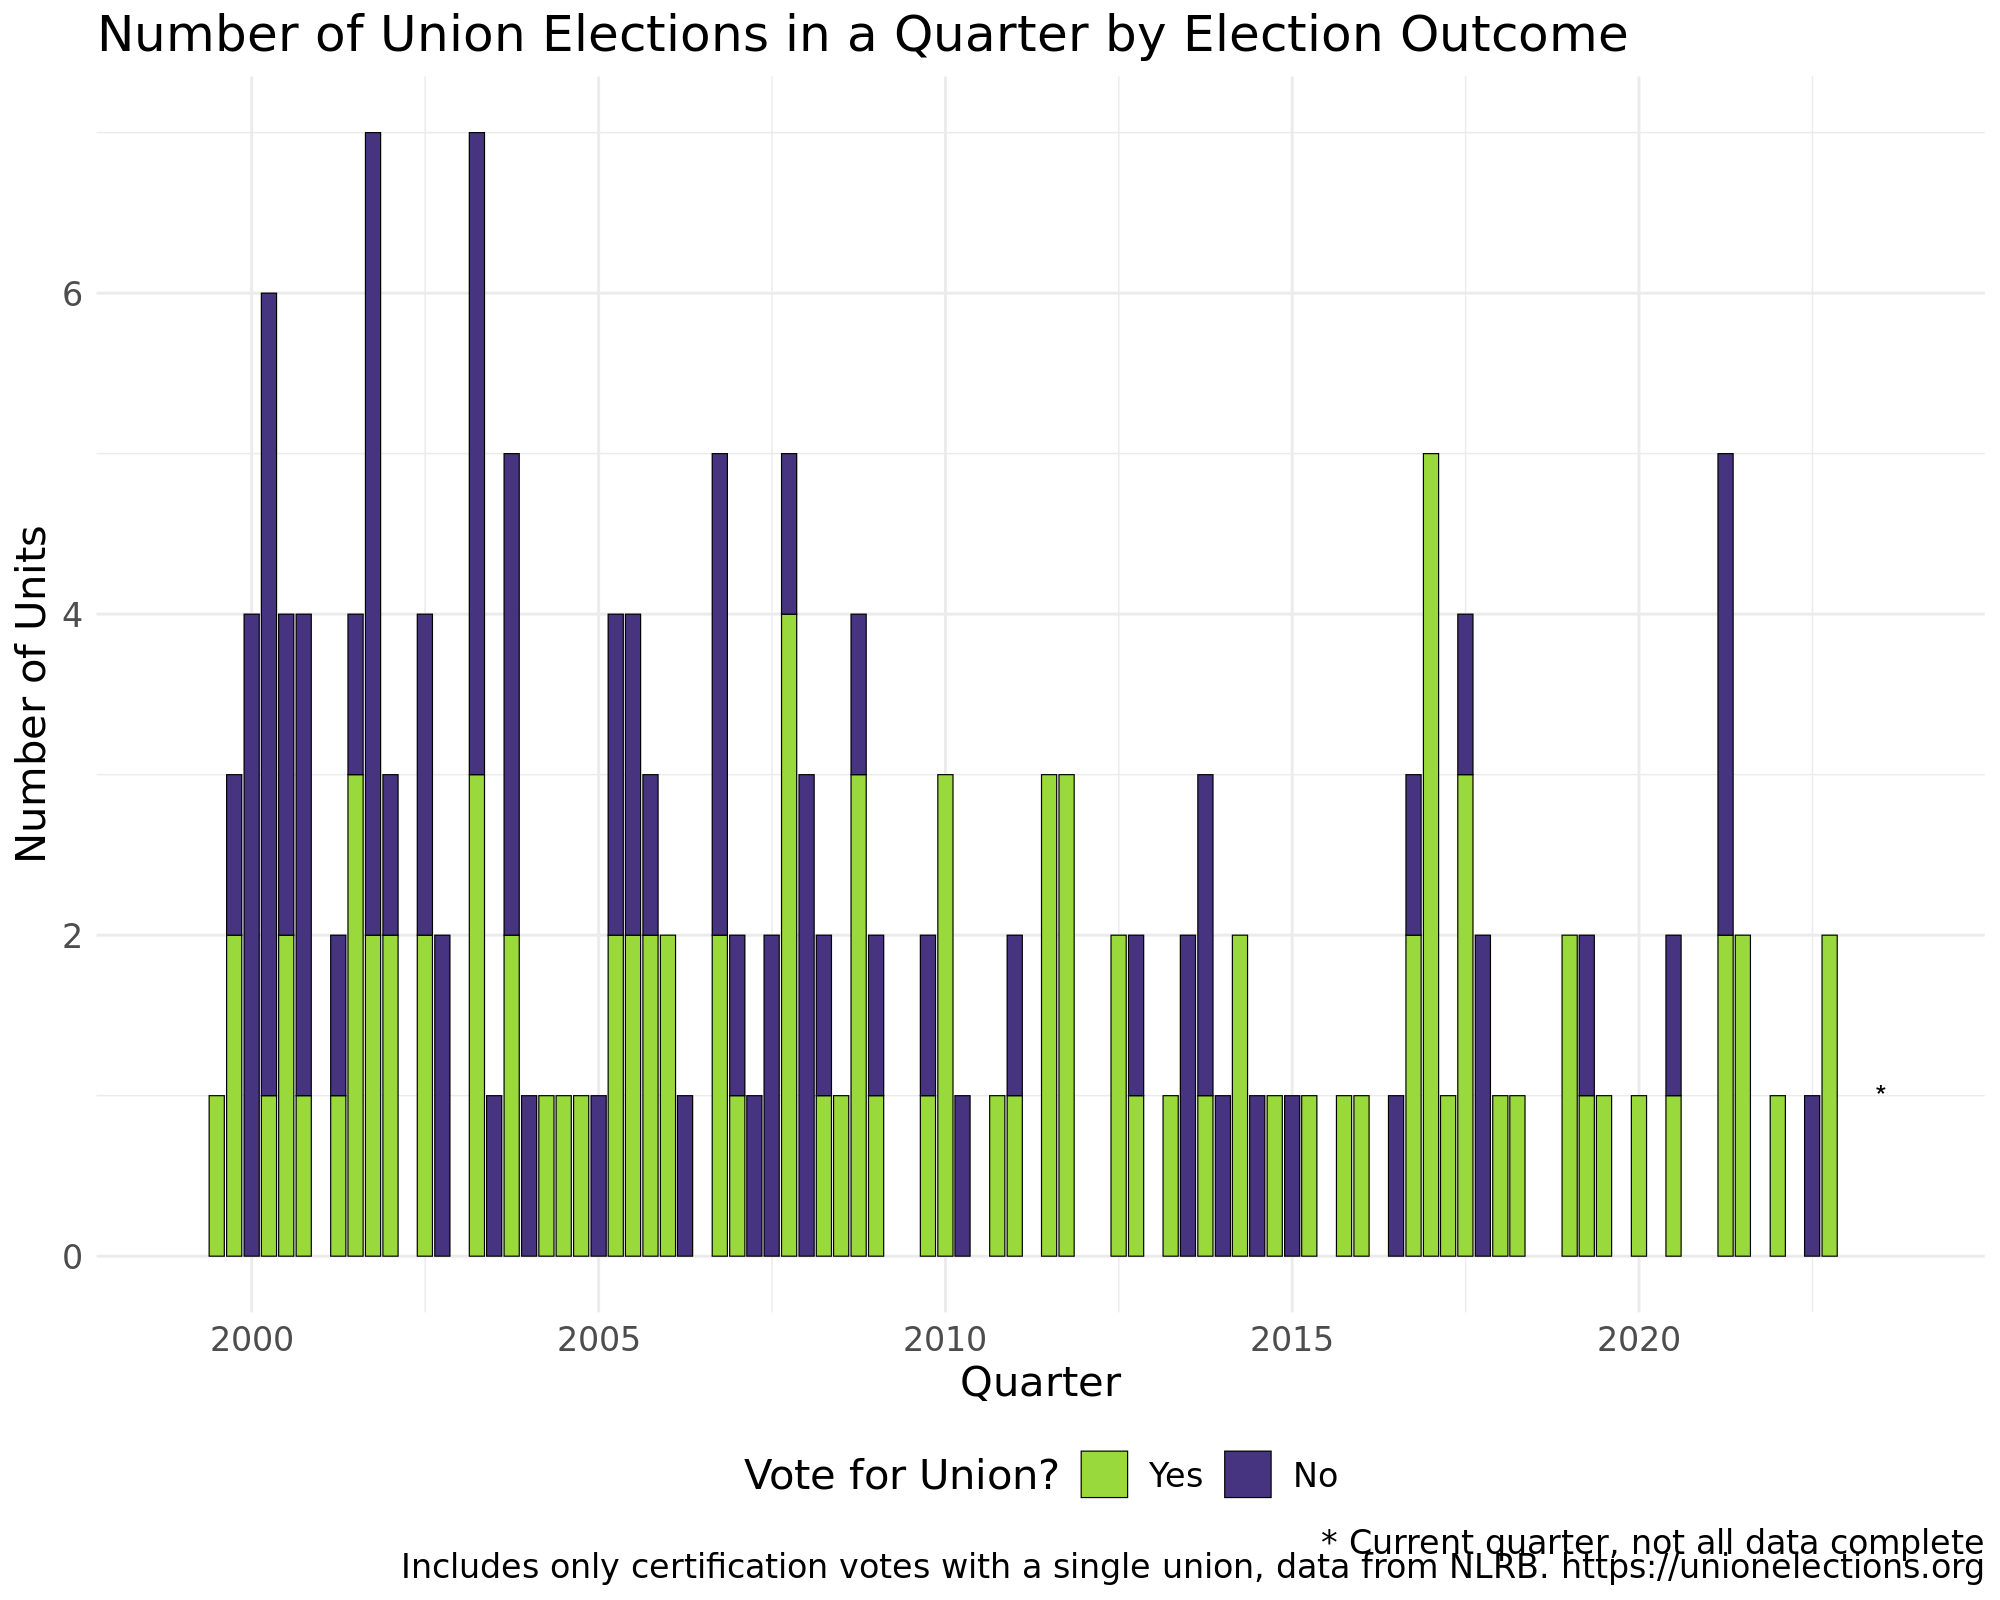 Number of Union Elections in a Quarter by Election Outcome
Number of Units
6
4
2
0
*
2000 2005 2010 2015 2020
Quarter
Vote for Union? Yes No
* Current quarter, not all data complete
Includes only certification votes with a single union, data from NLRB. https://unionelections.org